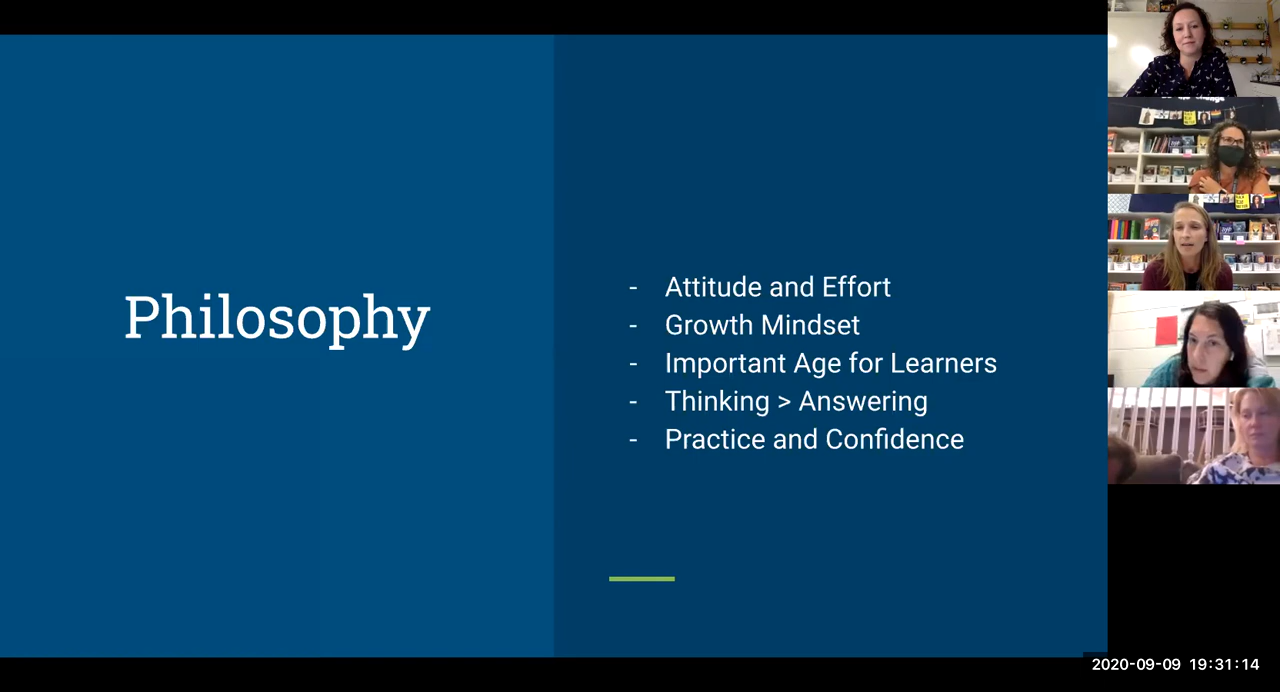 Philosophy
- Attitude and Effort
- Growth Mindset
- Important Age for Learners
- Thinking > Answering
- Practice and Confidence
2020-09-09 19:31:14